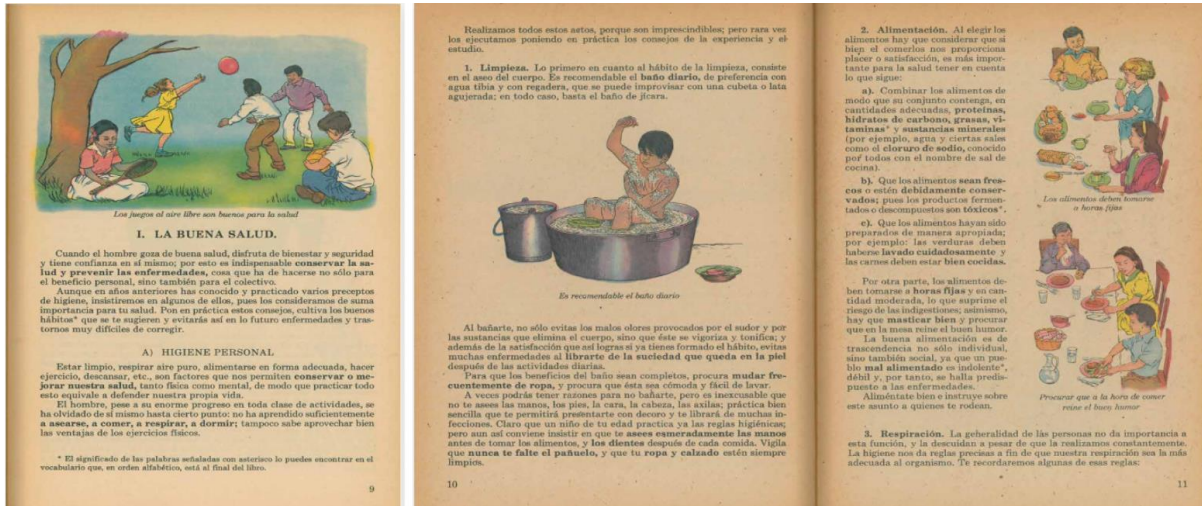 Los juegos al aire libre son buenos para la salud
I. LA BUENA SALUD.
Cuando el hombre goza de buena salud, disfruta de bienestar y seguridad
y tiene confianza en sí mismo; por esto es indispensable conservar la sa-
lud y prevenir las enfermedades, cosa que ha de hacerse no sólo para
el beneficio personal, sino también para el colectivo.
Aunque en años anteriores has conocido y practicado varios preceptos
de higiene, insistiremos en algunos de ellos, pues los consideramos de suma
importancia para tu salud. Pon en práctica estos consejos, cultiva los buenos
hábitos* que se te sugieren y evitarás así en lo futuro enfermedades y tras-
tornos muy difíciles de corregir.
A) HIGIENE PERSONAL
Estar limpio, respirar aire puro, alimentarse en forma adecuada, hacer
ejercicio, descansar, etc., son factores que nos permiten conservar o me-
jorar nuestra salud, tanto física como mental, de modo que practicar todo
esto equivale a defender nuestra propia vida.
El hombre, pese a su enorme progreso en toda clase de actividades, se
ha olvidado de sí mismo hasta cierto punto: no ha aprendido suficientemente
a asearse, a comer, a respirar, a dormir; tampoco sabe aprovechar bien
las ventajas de los ejercicios físicos.
* El significado de las palabras señaladas con asterisco lo puedes encontrar en el
vocabulario que, en orden alfabético, está al final del libro.
9
Realizamos todos estos actos, porque son imprescindibles; pero rara vez
los ejecutamos poniendo en práctica los consejos de la experiencia y el
estudio.
1. Limpieza. Lo primero en cuanto al hábito de la limpieza, consiste
en el aseo del cuerpo. Es recomendable el baño diario, de preferencia con
agua tibia y con regadera, que se puede improvisar con una cubeta o lata
agujerada; en todo caso, basta el baño de jícara.
Es recomendable el baño diario
Al bañarte, no sólo evitas los malos olores provocados por el sudor y por
las sustancias que elimina el cuerpo, sino que éste se vigoriza y tonifica; y
además de la satisfacción que así logras si ya tienes formado el hábito, evitas
muchas enfermedades al librarte de la suciedad que queda en la piel
después de las actividades diarias.
Para que los beneficios del baño sean completos, procura mudar fre-
cuentemente de ropa, y procura que ésta sea cómoda y fácil de lavar.
A veces podrás tener razones para no bañarte, pero es inexcusable que
no te asees las manos, los pies, la cara, la cabeza, las axilas; práctica bien
sencilla que te permitirá presentarte con decoro y te librará de muchas in-
fecciones. Claro que un niño de tu edad practica ya las reglas higiénicas;
pero aun así conviene insistir en que te asees esmeradamente las manos
antes de tomar los alimentos, y los dientes después de cada comida. Vigila
que nunca te falte el pañuelo, y que tu ropa y calzado estén siempre
limpios.
10
2. Alimentación. Al elegir los
alimentos hay que considerar que si
bien el comerlos nos proporciona
placer o satisfacción, es más impor-
tante para la salud tener en cuenta
lo que sigue:
a). Combinar los alimentos de
modo que su conjunto contenga, en
cantidades adecuadas, proteínas,
hidratos de carbono, grasas, vi-
taminas* y sustancias minerales
(por ejemplo, agua y ciertas sales
como el cloruro de sodio, conocido
por todos con el nombre de sal de
cocina).
b). Que los alimentos sean fres-
cos o estén debidamente conser-
vados; pues los productos fermen-
tados o descompuestos son tóxicos*.
c). Que los alimentos hayan sido
preparados de manera apropiada;
por ejemplo: las verduras deben
haberse lavado cuidadosamente y
las carnes deben estar bien cocidas.
Por otra parte, los alimentos de-
ben tomarse a horas fijas y en can-
tidad moderada, lo que suprime el
riesgo de las indigestiones; asimismo,
hay que masticar bien y procurar
que en la mesa reine el buen humor.
La buena alimentación es de
trascendencia no sólo individual,
sino también social, ya que un pue-
blo mal alimentado es indolente*,
débil y, por tanto, se halla predis-
puesto a las enfermedades.
Aliméntate bien e instruye sobre
este asunto a quienes te rodean.
Los alimentos deben tomarse
a horas fijas
Procurar que a la hora de comer
reine el buen humor
3. Respiración. La generalidad de las personas no da importancia a
esta función, y la descuidan a pesar de que la realizamos constantemente.
La higiene nos da reglas precisas a fin de que nuestra respiración sea la más
adecuada al organismo. Te recordaremos algunas de esas reglas:
11